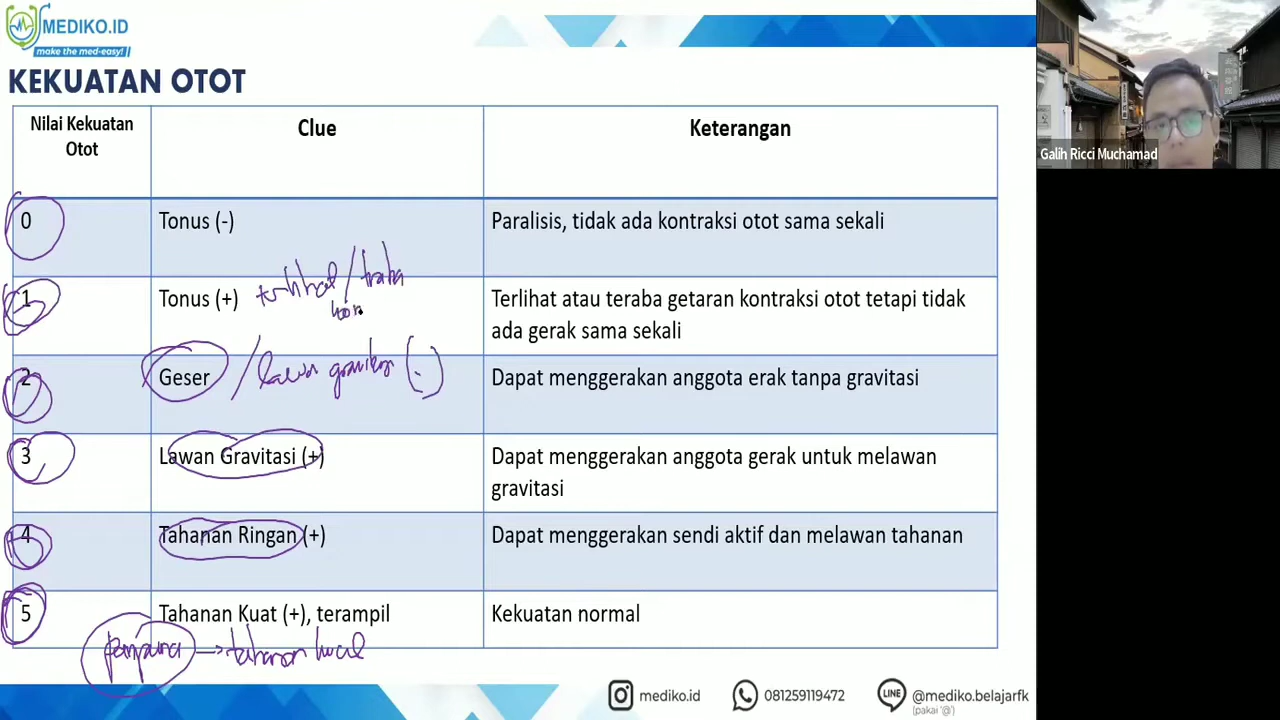 MEDIKO.ID
make the med-easy!
KEKUATAN OTOT
Nilai Kekuatan
Otot
Clue
Keterangan
0
Tonus (-)
Paralisis, tidak ada kontraksi otot sama sekali
1
Tonus (+)
terlihat / teraba
Terlihat atau teraba getaran kontraksi otot tetapi tidak
ada gerak sama sekali
2
Geser
/ lawan gravitasi (-)
Dapat menggerakan anggota erak tanpa gravitasi
3
Lawan Gravitasi (+)
Dapat menggerakan anggota gerak untuk melawan
gravitasi
4
Tahanan Ringan (+)
Dapat menggerakan sendi aktif dan melawan tahanan
5
Tahanan Kuat (+), terampil
Kekuatan normal
→ tahanan kuat
mediko.id
081259119472
LINE
@mediko.belajarfk
(pakai '@')
Galih Ricci Muchamad